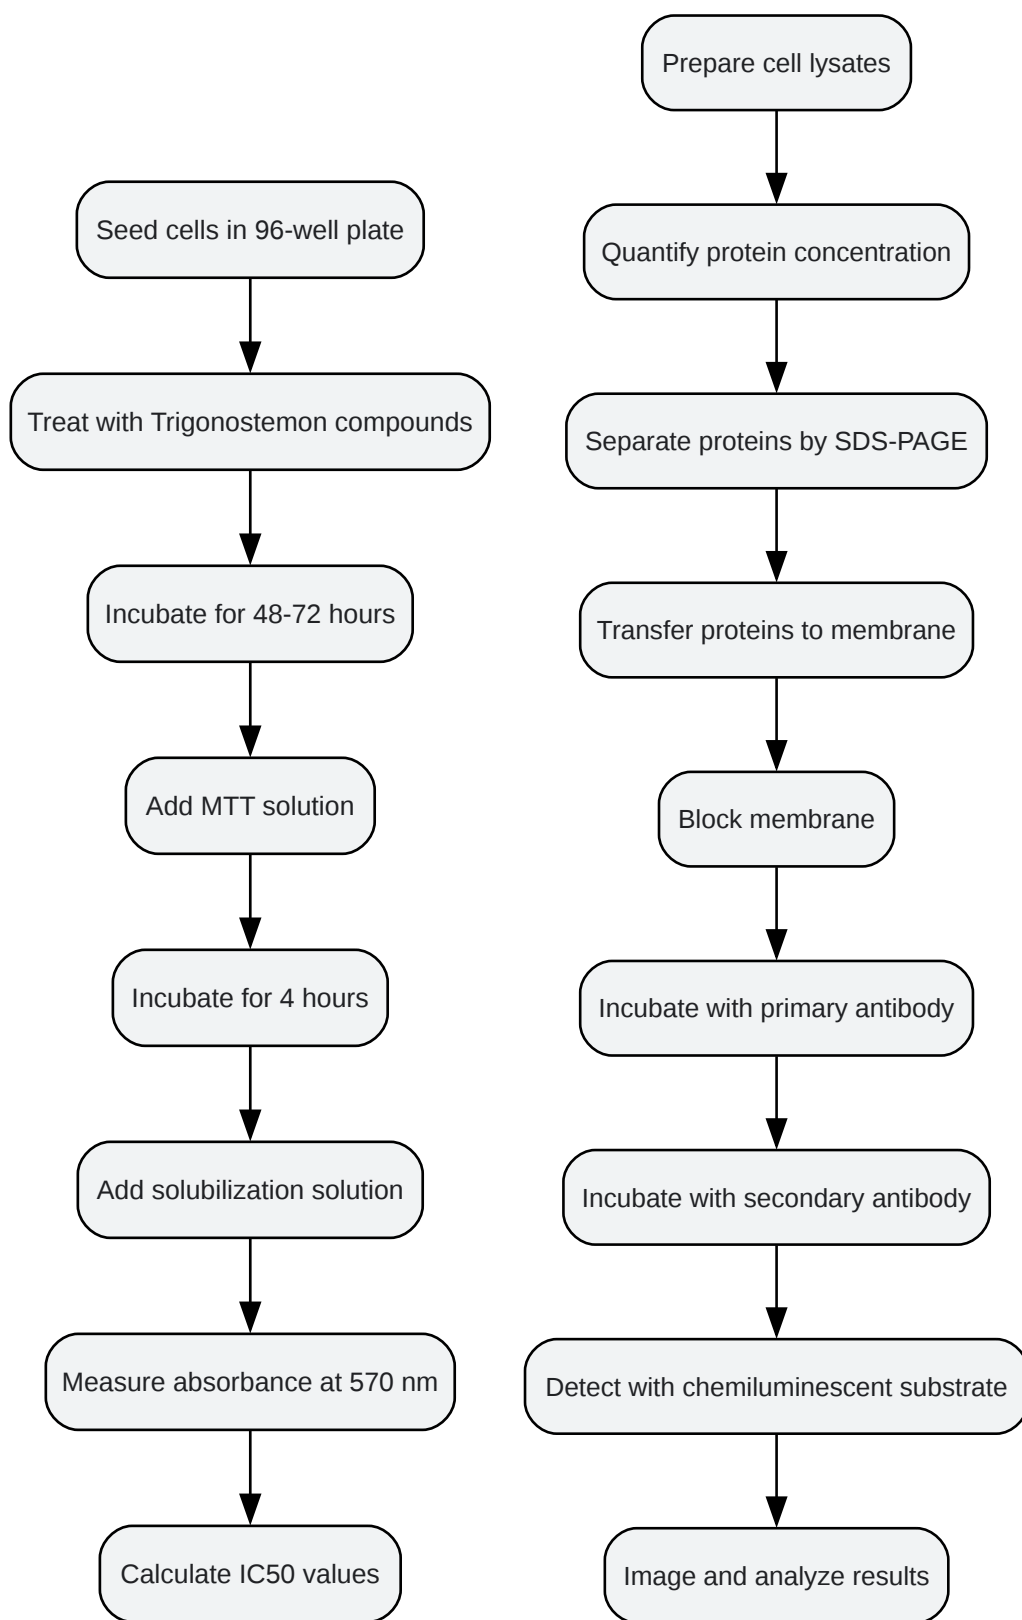 Seed cells in 96-well plate
Treat with Trigonostemon compounds
Incubate for 48-72 hours
Add MTT solution
Incubate for 4 hours
Add solubilization solution
Measure absorbance at 570 nm
Calculate IC50 values
Prepare cell lysates
Quantify protein concentration
Separate proteins by SDS-PAGE
Transfer proteins to membrane
Block membrane
Incubate with primary antibody
Incubate with secondary antibody
Detect with chemiluminescent substrate
Image and analyze results